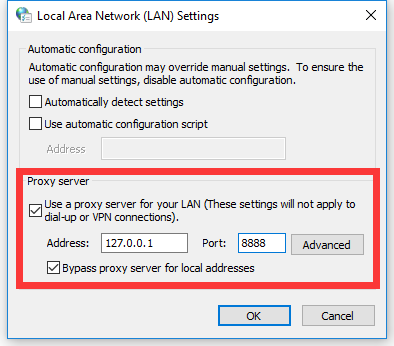 Local Area Network (LAN) Settings
Automatic configuration
Automatic configuration may override manual settings. To ensure the
use of manual settings, disable automatic configuration.
Automatically detect settings
Use automatic configuration script
Address
Proxy server
Use a proxy server for your LAN (These settings will not apply to
dial-up or VPN connections).
Address: 127.0.0.1 Port: 8888 Advanced
Bypass proxy server for local addresses
OK Cancel